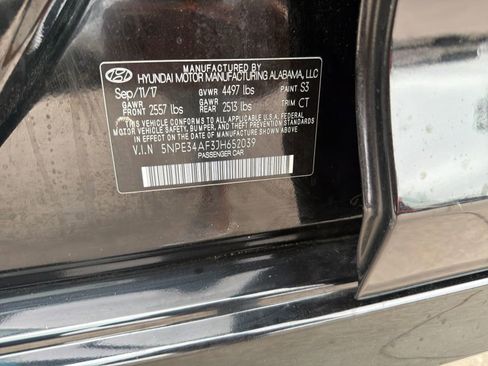 MANUFACTURED BY
HYUNDAI MOTOR MANUFACTURING ALABAMA, LLC
Sep/11/17 GVWR 4497 lbs PAINT S3
GAWR FRONT 2557 lbs GAWR REAR 2513 lbs TRIM CT
THIS VEHICLE CONFORMS TO ALL APPLICABLE U.S.A. FEDERAL
MOTOR VEHICLE SAFETY, BUMPER, AND THEFT PREVENTION
STANDARDS IN EFFECT ON THE DATE OF MANUFACTURE SHOWN ABOVE.
V.I.N 5NPE34AF3JH652039
PASSENGER CAR